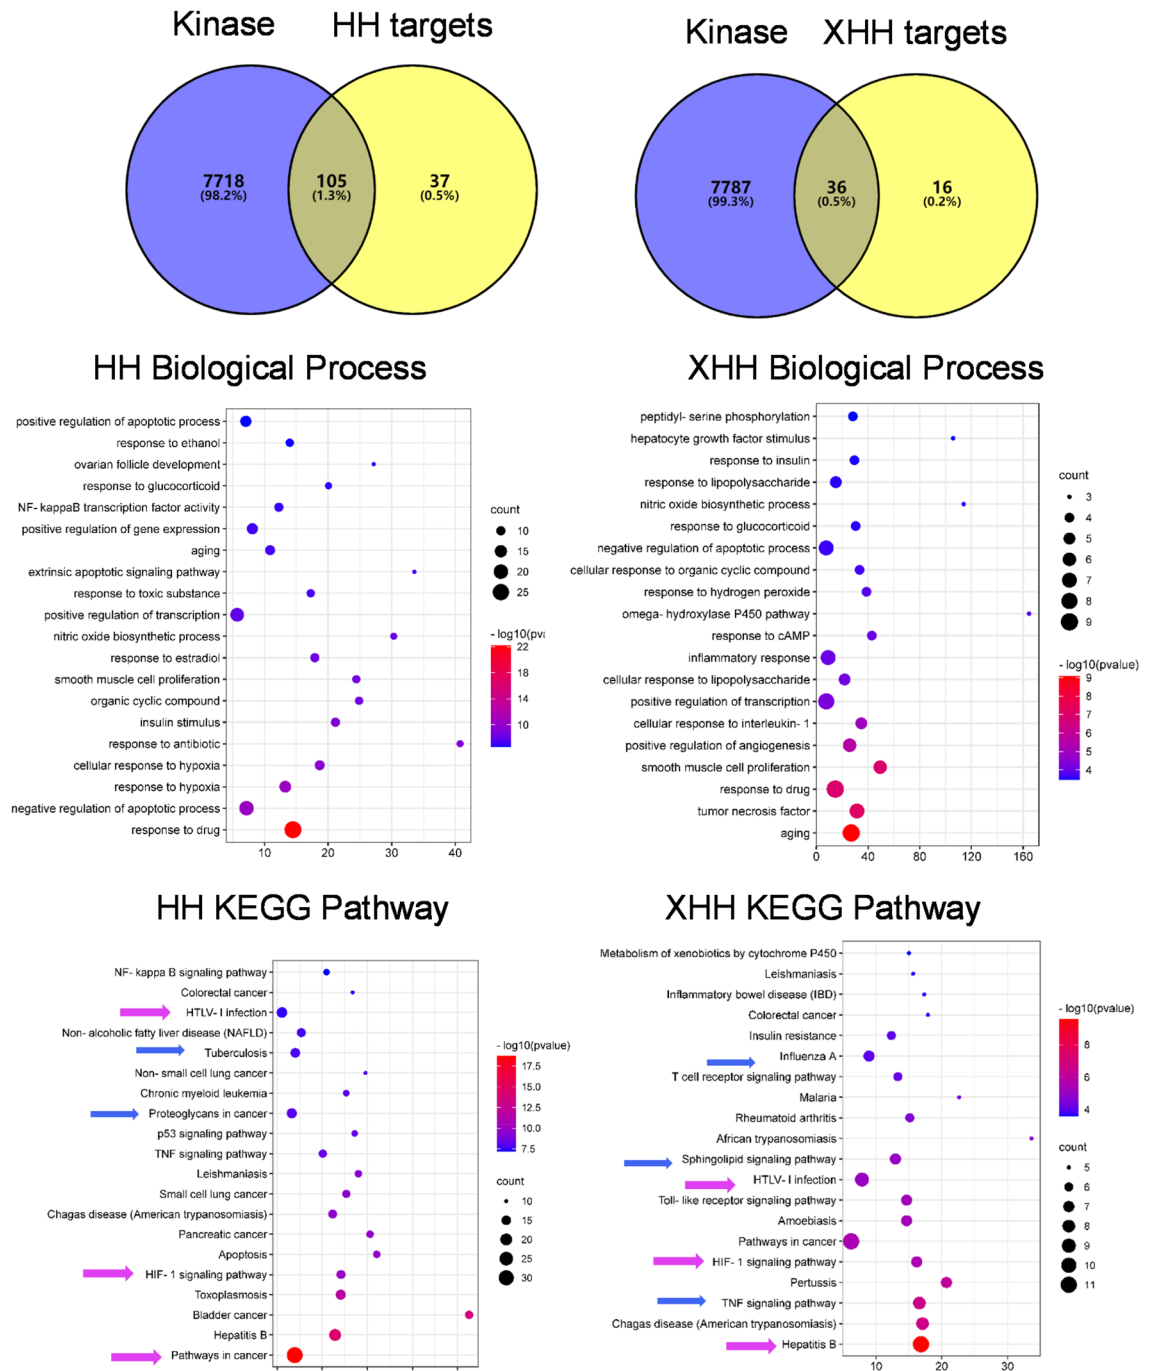 Kinase HH targets
7718 105 37
(98.2%) (1.3%) (0.5%)
Kinase XHH targets
7787 36 16
(99.3%) (0.5%) (0.2%)
HH Biological Process
positive regulation of apoptotic process
response to ethanol
ovarian follicle development
response to glucocorticoid
NF- kappaB transcription factor activity
positive regulation of gene expression
aging
extrinsic apoptotic signaling pathway
response to toxic substance
positive regulation of transcription
nitric oxide biosynthetic process
response to estradiol
smooth muscle cell proliferation
organic cyclic compound
insulin stimulus
response to antibiotic
cellular response to hypoxia
response to hypoxia
negative regulation of apoptotic process
response to drug
10 20 30 40
count
10
15
20
25
- log10(pv
22
18
14
10
XHH Biological Process
peptidyl- serine phosphorylation
hepatocyte growth factor stimulus
response to insulin
response to lipopolysaccharide
nitric oxide biosynthetic process
response to glucocorticoid
negative regulation of apoptotic process
cellular response to organic cyclic compound
response to hydrogen peroxide
omega- hydroxylase P450 pathway
response to cAMP
inflammatory response
cellular response to lipopolysaccharide
positive regulation of transcription
cellular response to interleukin- 1
positive regulation of angiogenesis
smooth muscle cell proliferation
response to drug
tumor necrosis factor
aging
0 40 80 120 160
count
3
4
5
6
7
8
9
- log10(pvalue)
9
8
7
6
5
4
HH KEGG Pathway
NF- kappa B signaling pathway
Colorectal cancer
HTLV- I infection
Non- alcoholic fatty liver disease (NAFLD)
Tuberculosis
Non- small cell lung cancer
Chronic myeloid leukemia
Proteoglycans in cancer
p53 signaling pathway
TNF signaling pathway
Leishmaniasis
Small cell lung cancer
Chagas disease (American trypanosomiasis)
Pancreatic cancer
Apoptosis
HIF- 1 signaling pathway
Toxoplasmosis
Bladder cancer
Hepatitis B
Pathways in cancer
- log10(pvalue)
17.5
15.0
12.5
10.0
7.5
count
10
15
20
25
30
XHH KEGG Pathway
Metabolism of xenobiotics by cytochrome P450
Leishmaniasis
Inflammatory bowel disease (IBD)
Colorectal cancer
Insulin resistance
Influenza A
T cell receptor signaling pathway
Malaria
Rheumatoid arthritis
African trypanosomiasis
Sphingolipid signaling pathway
HTLV- I infection
Toll- like receptor signaling pathway
Amoebiasis
Pathways in cancer
HIF- 1 signaling pathway
Pertussis
TNF signaling pathway
Chagas disease (American trypanosomiasis)
Hepatitis B
10 20 30
- log10(pvalue)
8
6
4
count
5
6
7
8
9
10
11